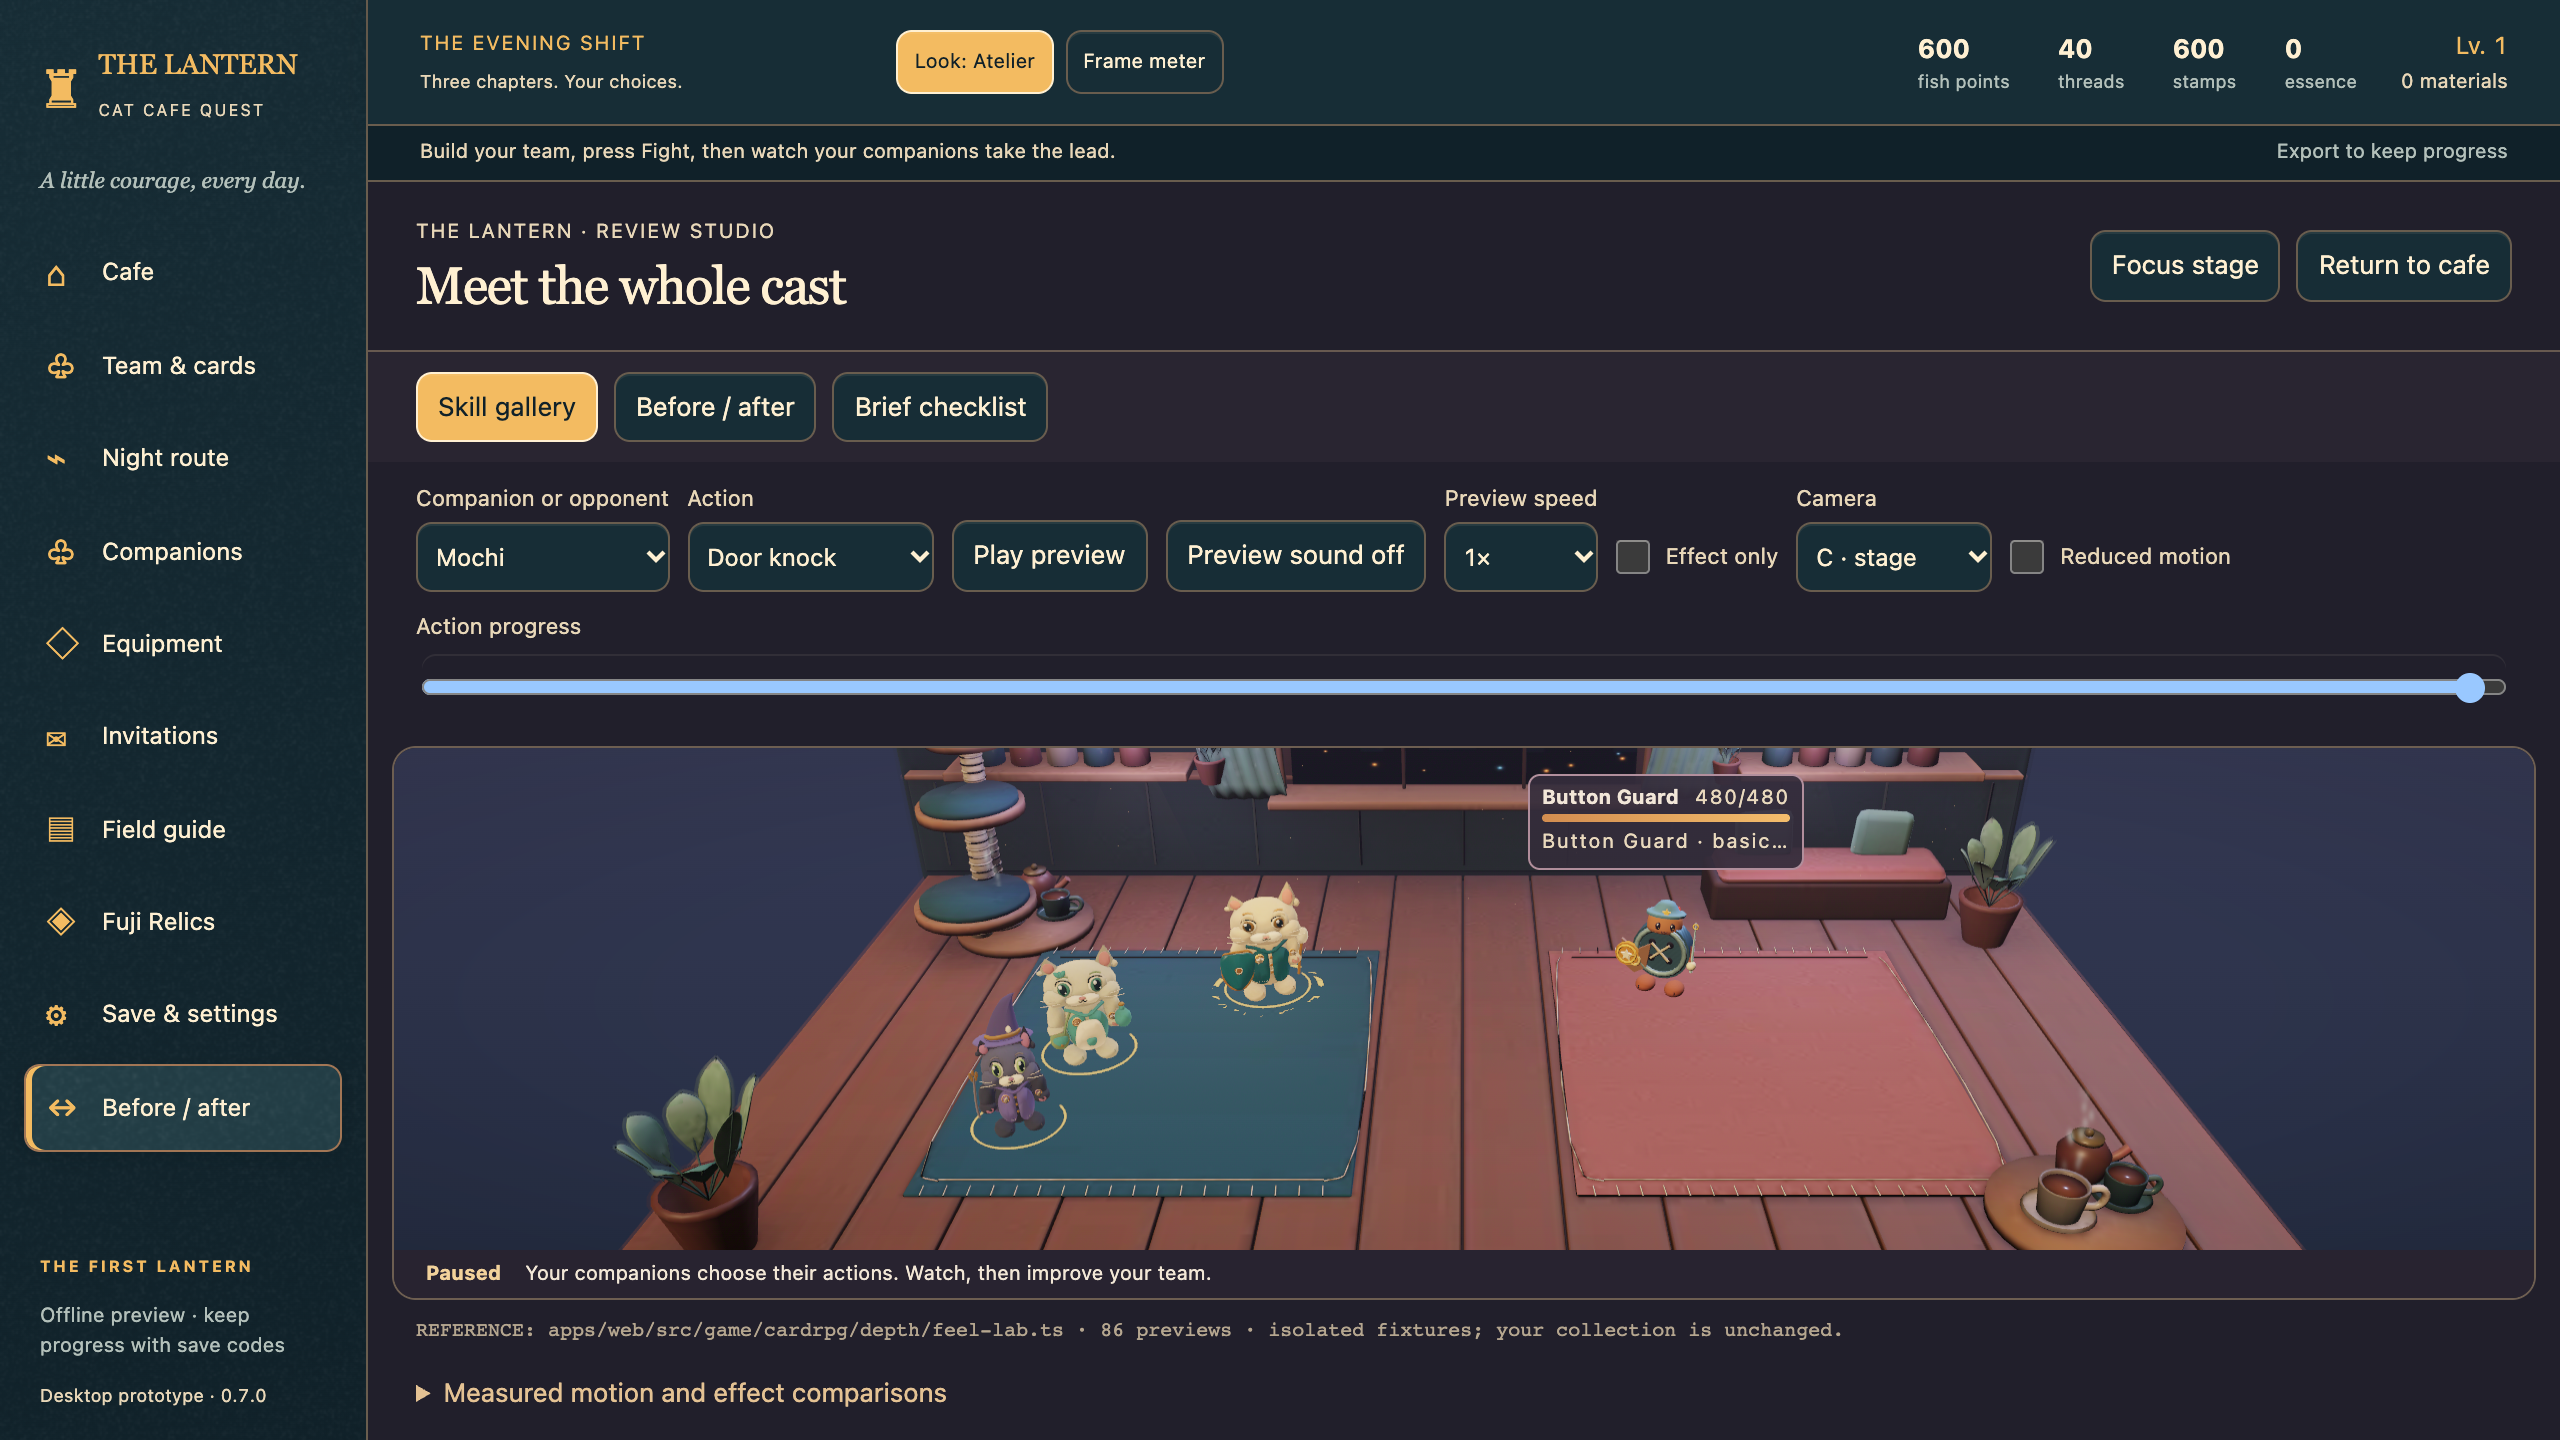 THE LANTERN
CAT CAFE QUEST
A little courage, every day.
Cafe
Team & cards
Night route
Companions
Equipment
Invitations
Field guide
Fuji Relics
Save & settings
Before / after
THE FIRST LANTERN
Offline preview · keep
progress with save codes
Desktop prototype · 0.7.0
THE EVENING SHIFT
Three chapters. Your choices.
Look: Atelier
Frame meter
600
fish points
40
threads
600
stamps
0
essence
Lv. 1
0 materials
Build your team, press Fight, then watch your companions take the lead.
Export to keep progress
THE LANTERN · REVIEW STUDIO
Meet the whole cast
Focus stage
Return to cafe
Skill gallery
Before / after
Brief checklist
Companion or opponent
Mochi
Action
Door knock
Play preview
Preview sound off
Preview speed
1×
Effect only
Camera
C · stage
Reduced motion
Action progress
Button Guard 480/480
Button Guard · basic…
Paused Your companions choose their actions. Watch, then improve your team.
REFERENCE: apps/web/src/game/cardrpg/depth/feel-lab.ts · 86 previews · isolated fixtures; your collection is unchanged.
Measured motion and effect comparisons